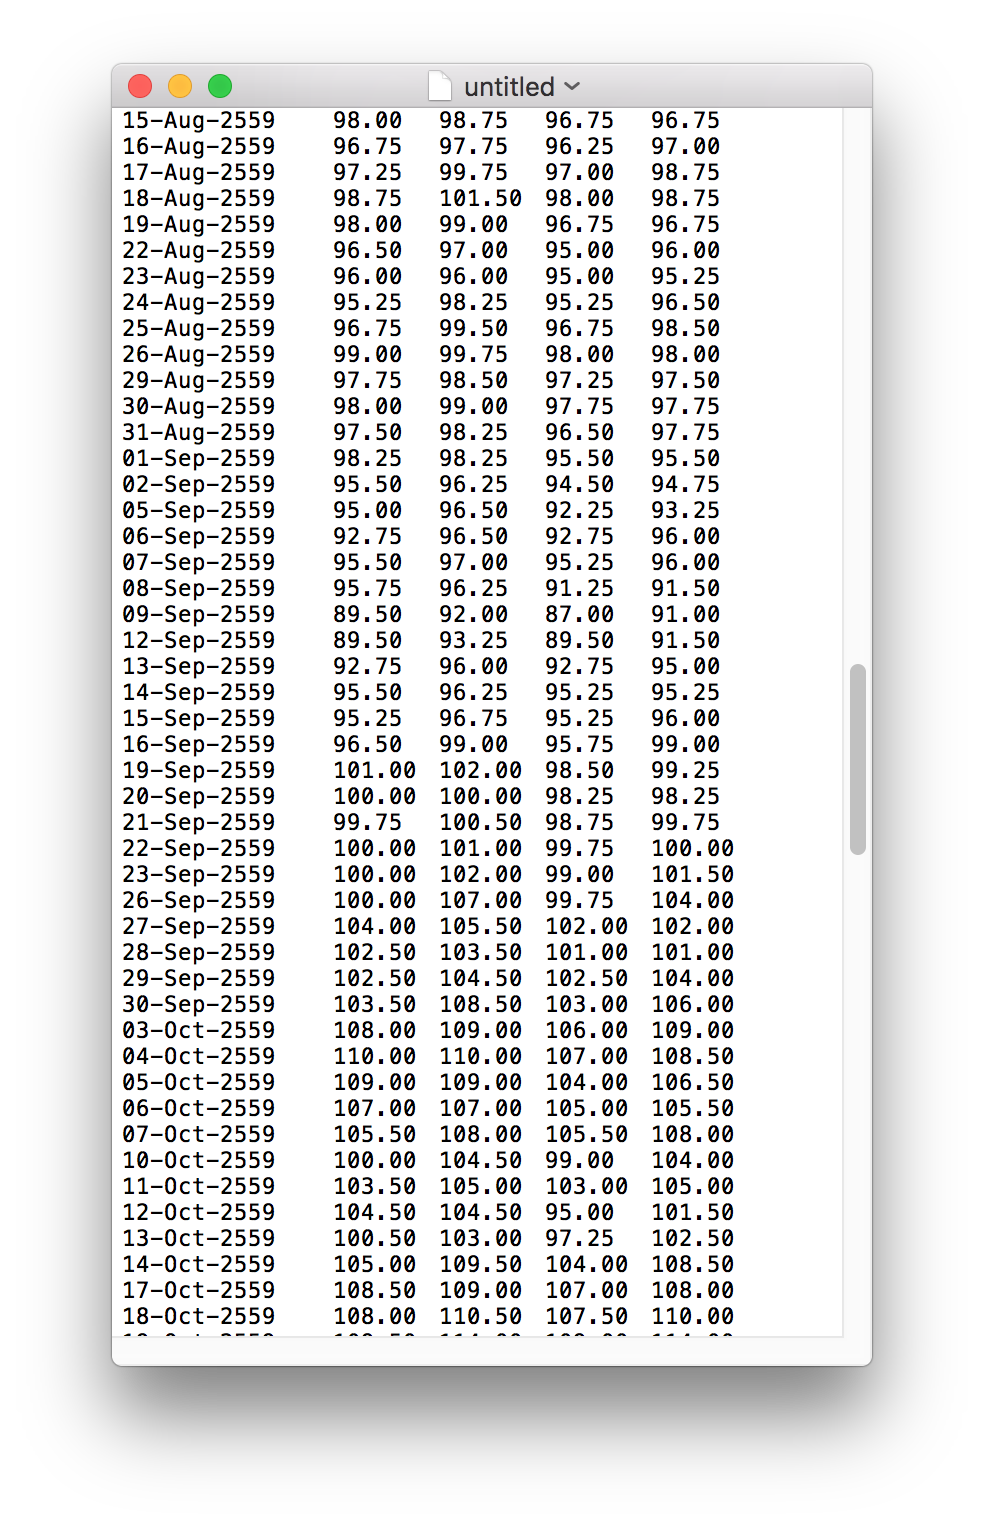 untitled
15-Aug-2559 98.00 98.75 96.75 96.75
16-Aug-2559 96.75 97.75 96.25 97.00
17-Aug-2559 97.25 99.75 97.00 98.75
18-Aug-2559 98.75 101.50 98.00 98.75
19-Aug-2559 98.00 99.00 96.75 96.75
22-Aug-2559 96.50 97.00 95.00 96.00
23-Aug-2559 96.00 96.00 95.00 95.25
24-Aug-2559 95.25 98.25 95.25 96.50
25-Aug-2559 96.75 99.50 96.75 98.50
26-Aug-2559 99.00 99.75 98.00 98.00
29-Aug-2559 97.75 98.50 97.25 97.50
30-Aug-2559 98.00 99.00 97.75 97.75
31-Aug-2559 97.50 98.25 96.50 97.75
01-Sep-2559 98.25 98.25 95.50 95.50
02-Sep-2559 95.50 96.25 94.50 94.75
05-Sep-2559 95.00 96.50 92.25 93.25
06-Sep-2559 92.75 96.50 92.75 96.00
07-Sep-2559 95.50 97.00 95.25 96.00
08-Sep-2559 95.75 96.25 91.25 91.50
09-Sep-2559 89.50 92.00 87.00 91.00
12-Sep-2559 89.50 93.25 89.50 91.50
13-Sep-2559 92.75 96.00 92.75 95.00
14-Sep-2559 95.50 96.25 95.25 95.25
15-Sep-2559 95.25 96.75 95.25 96.00
16-Sep-2559 96.50 99.00 95.75 99.00
19-Sep-2559 101.00 102.00 98.50 99.25
20-Sep-2559 100.00 100.00 98.25 98.25
21-Sep-2559 99.75 100.50 98.75 99.75
22-Sep-2559 100.00 101.00 99.75 100.00
23-Sep-2559 100.00 102.00 99.00 101.50
26-Sep-2559 100.00 107.00 99.75 104.00
27-Sep-2559 104.00 105.50 102.00 102.00
28-Sep-2559 102.50 103.50 101.00 101.00
29-Sep-2559 102.50 104.50 102.50 104.00
30-Sep-2559 103.50 108.50 103.00 106.00
03-Oct-2559 108.00 109.00 106.00 109.00
04-Oct-2559 110.00 110.00 107.00 108.50
05-Oct-2559 109.00 109.00 104.00 106.50
06-Oct-2559 107.00 107.00 105.00 105.50
07-Oct-2559 105.50 108.00 105.50 108.00
10-Oct-2559 100.00 104.50 99.00 104.00
11-Oct-2559 103.50 105.00 103.00 105.00
12-Oct-2559 104.50 104.50 95.00 101.50
13-Oct-2559 100.50 103.00 97.25 102.50
14-Oct-2559 105.00 109.50 104.00 108.50
17-Oct-2559 108.50 109.00 107.00 108.00
18-Oct-2559 108.00 110.50 107.50 110.00